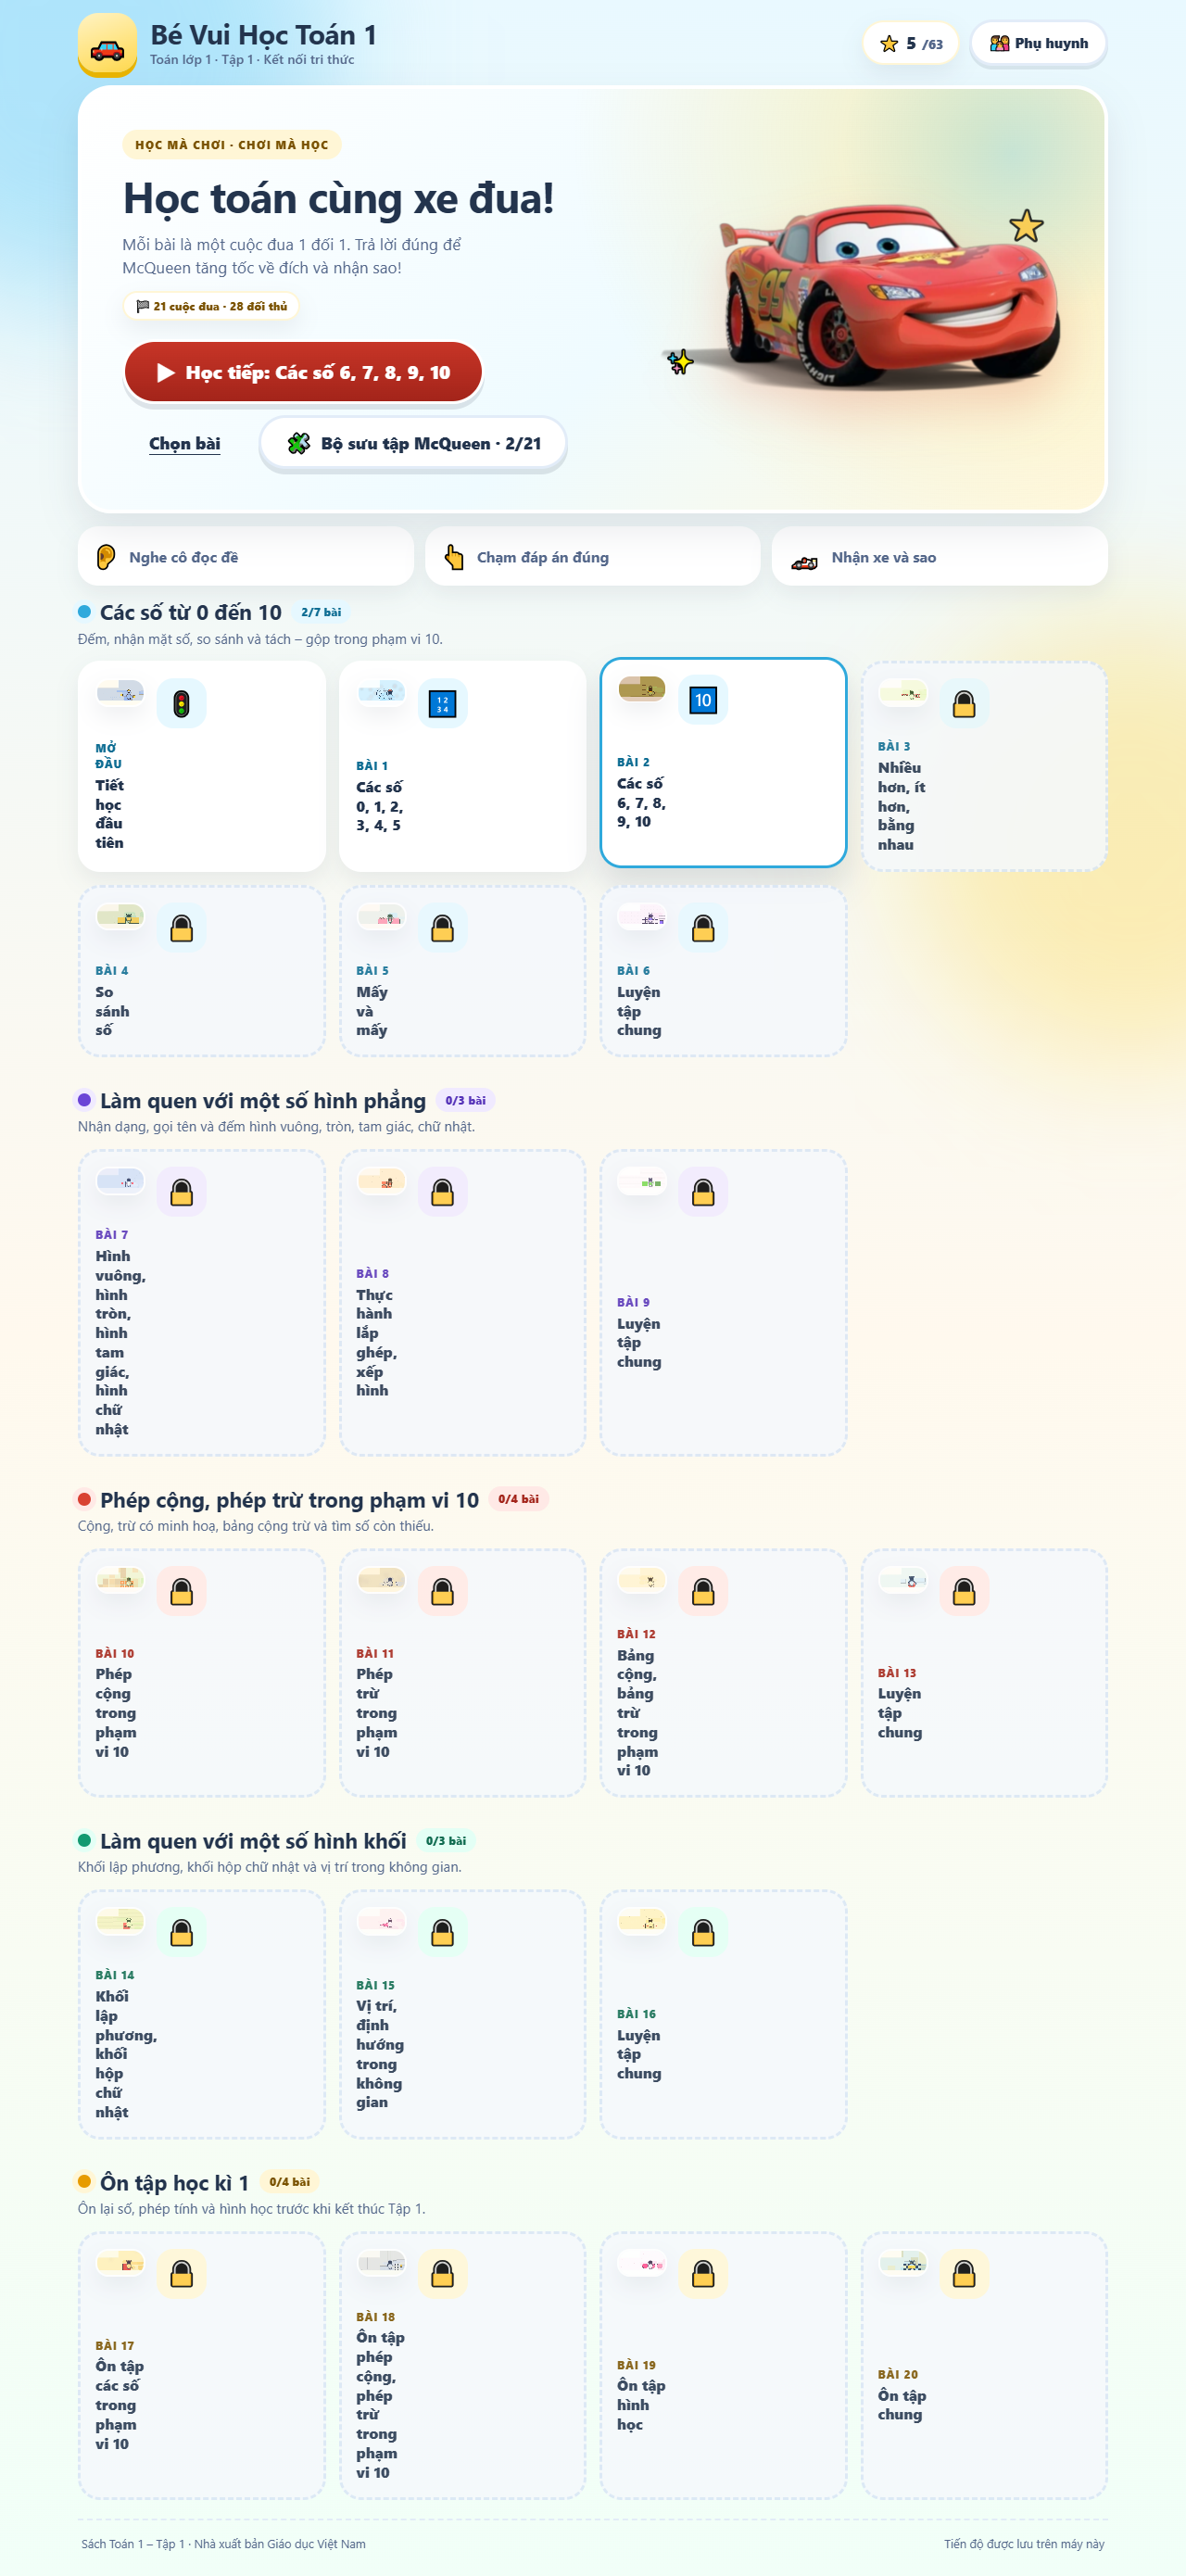 Bé Vui Học Toán 1
Toán lớp 1 · Tập 1 · Kết nối tri thức
5 /63
Phụ huynh
HỌC MÀ CHƠI · CHƠI MÀ HỌC
Học toán cùng xe đua!
Mỗi bài là một cuộc đua 1 đối 1. Trả lời đúng để
McQueen tăng tốc về đích và nhận sao!
21 cuộc đua · 28 đối thủ
95
LIGHTYEAR
Học tiếp: Các số 6, 7, 8, 9, 10
Chọn bài
Bộ sưu tập McQueen · 2/21
Nghe cô đọc đề
Chạm đáp án đúng
Nhận xe và sao
Các số từ 0 đến 10
2/7 bài
Đếm, nhận mặt số, so sánh và tách – gộp trong phạm vi 10.
MỞ
ĐẦU
Tiết
học
đầu
tiên
1 2
3 4
BÀI 1
Các số
0, 1, 2,
3, 4, 5
10
BÀI 2
Các số
6, 7, 8,
9, 10
BÀI 3
Nhiều
hơn, ít
hơn,
bằng
nhau
BÀI 4
So
sánh
số
BÀI 5
Mấy
và
mấy
BÀI 6
Luyện
tập
chung
Làm quen với một số hình phẳng
0/3 bài
Nhận dạng, gọi tên và đếm hình vuông, tròn, tam giác, chữ nhật.
BÀI 7
Hình
vuông,
hình
tròn,
hình
tam
giác,
hình
chữ
nhật
BÀI 8
Thực
hành
lắp
ghép,
xếp
hình
BÀI 9
Luyện
tập
chung
Phép cộng, phép trừ trong phạm vi 10
0/4 bài
Cộng, trừ có minh hoạ, bảng cộng trừ và tìm số còn thiếu.
BÀI 10
Phép
cộng
trong
phạm
vi 10
BÀI 11
Phép
trừ
trong
phạm
vi 10
BÀI 12
Bảng
cộng,
bảng
trừ
trong
phạm
vi 10
BÀI 13
Luyện
tập
chung
Làm quen với một số hình khối
0/3 bài
Khối lập phương, khối hộp chữ nhật và vị trí trong không gian.
BÀI 14
Khối
lập
phương,
khối
hộp
chữ
nhật
BÀI 15
Vị trí,
định
hướng
trong
không
gian
BÀI 16
Luyện
tập
chung
Ôn tập học kì 1
0/4 bài
Ôn lại số, phép tính và hình học trước khi kết thúc Tập 1.
BÀI 17
Ôn tập
các số
trong
phạm
vi 10
BÀI 18
Ôn tập
phép
cộng,
phép
trừ
trong
phạm
vi 10
BÀI 19
Ôn tập
hình
học
BÀI 20
Ôn tập
chung
Sách Toán 1 – Tập 1 · Nhà xuất bản Giáo dục Việt Nam
Tiến độ được lưu trên máy này